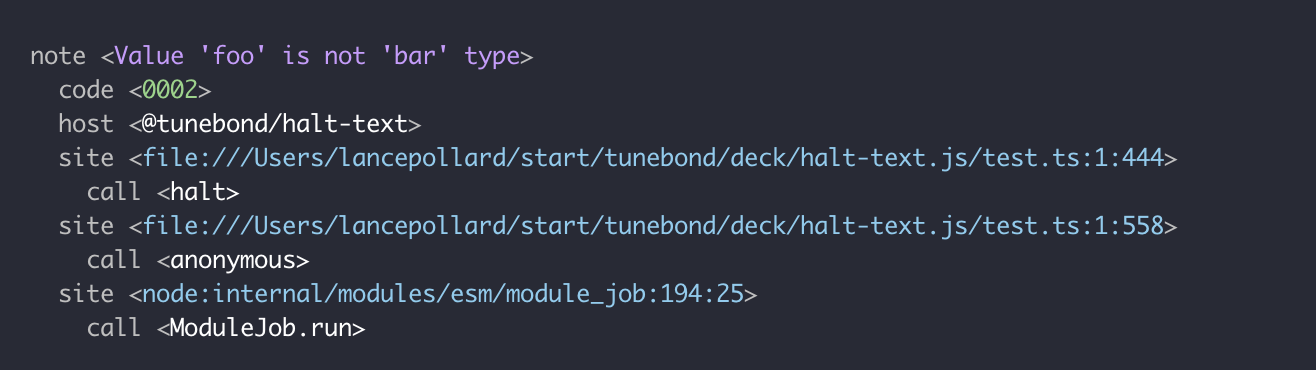 note <Value 'foo' is not 'bar' type>
code <0002>
host <@tunebond/halt-text>
site <file:///Users/lancepollard/start/tunebond/deck/halt-text.js/test.ts:1:444>
call <halt>
site <file:///Users/lancepollard/start/tunebond/deck/halt-text.js/test.ts:1:558>
call <anonymous>
site <node:internal/modules/esm/module_job:194:25>
call <ModuleJob.run>